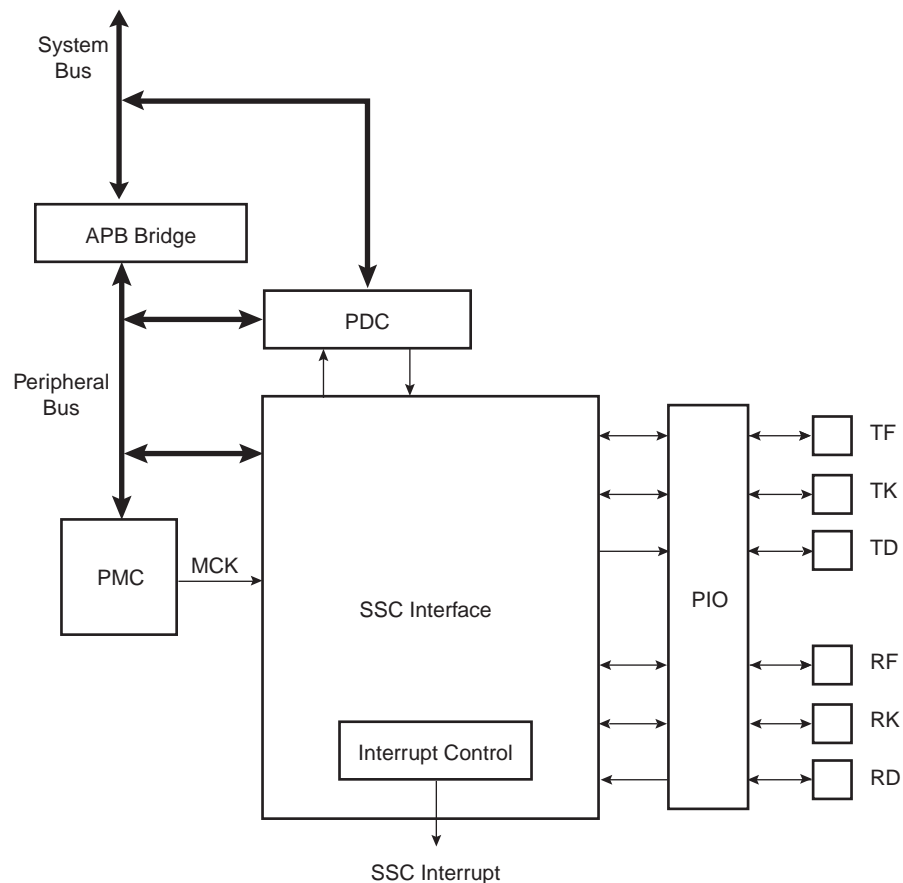 System
Bus
APB Bridge
PDC
Peripheral
Bus
TF
TK
TD
PMC
MCK
SSC Interface
PIO
RF
RK
RD
Interrupt Control
SSC Interrupt